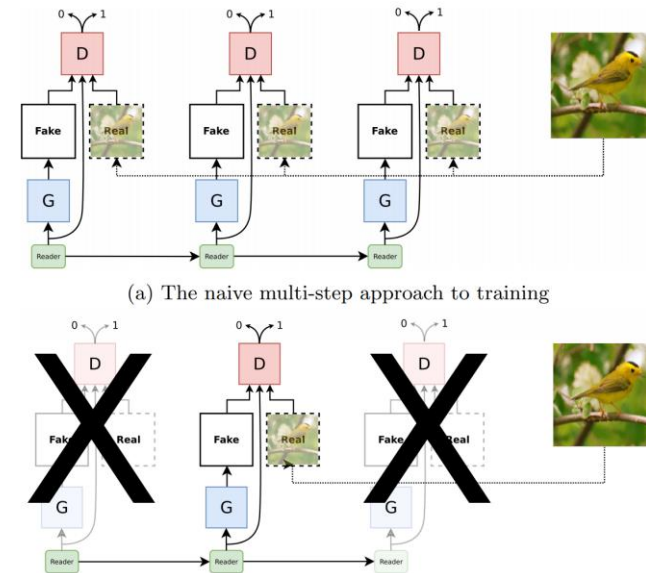 0 1 0 1 0 1
D D D
Fake Real Fake Real Fake Real
G G G
Reader Reader Reader
(a) The naive multi-step approach to training
0 1 0 1 0 1
D D D
Fake Real Fake Real Fake Real
G G G
Reader Reader Reader